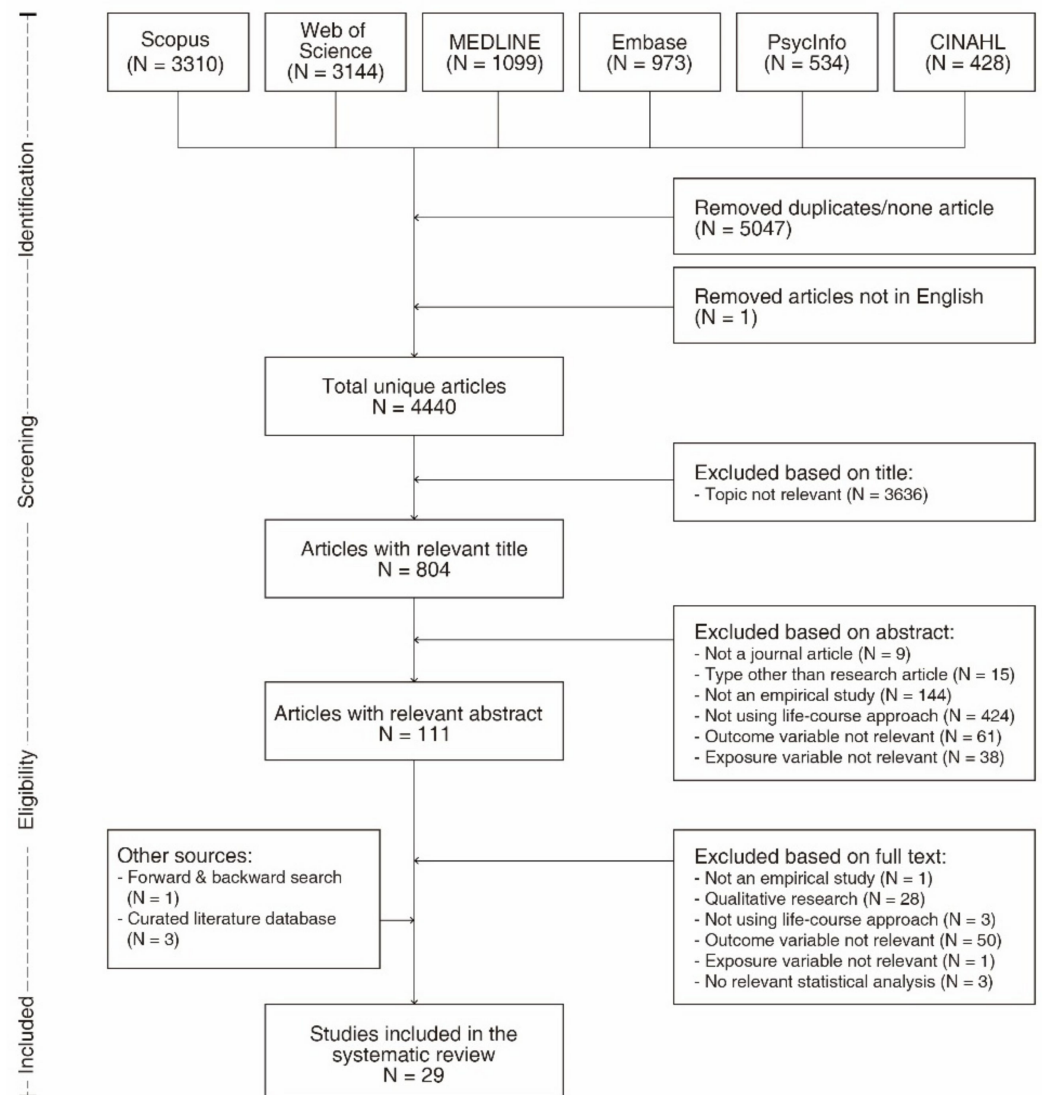 Scopus
(N = 3310)
Web of
Science
(N = 3144)
MEDLINE
(N = 1099)
Embase
(N = 973)
PsycInfo
(N = 534)
CINAHL
(N = 428)
Identification
Removed duplicates/none article
(N = 5047)
Removed articles not in English
(N = 1)
Total unique articles
N = 4440
Screening
Excluded based on title:
- Topic not relevant (N = 3636)
Articles with relevant title
N = 804
Excluded based on abstract:
- Not a journal article (N = 9)
- Type other than research article (N = 15)
- Not an empirical study (N = 144)
- Not using life-course approach (N = 424)
- Outcome variable not relevant (N = 61)
- Exposure variable not relevant (N = 38)
Articles with relevant abstract
N = 111
Eligibility
Other sources:
- Forward & backward search
(N = 1)
- Curated literature database
(N = 3)
Excluded based on full text:
- Not an empirical study (N = 1)
- Qualitative research (N = 28)
- Not using life-course approach (N = 3)
- Outcome variable not relevant (N = 50)
- Exposure variable not relevant (N = 1)
- No relevant statistical analysis (N = 3)
Included
Studies included in the
systematic review
N = 29